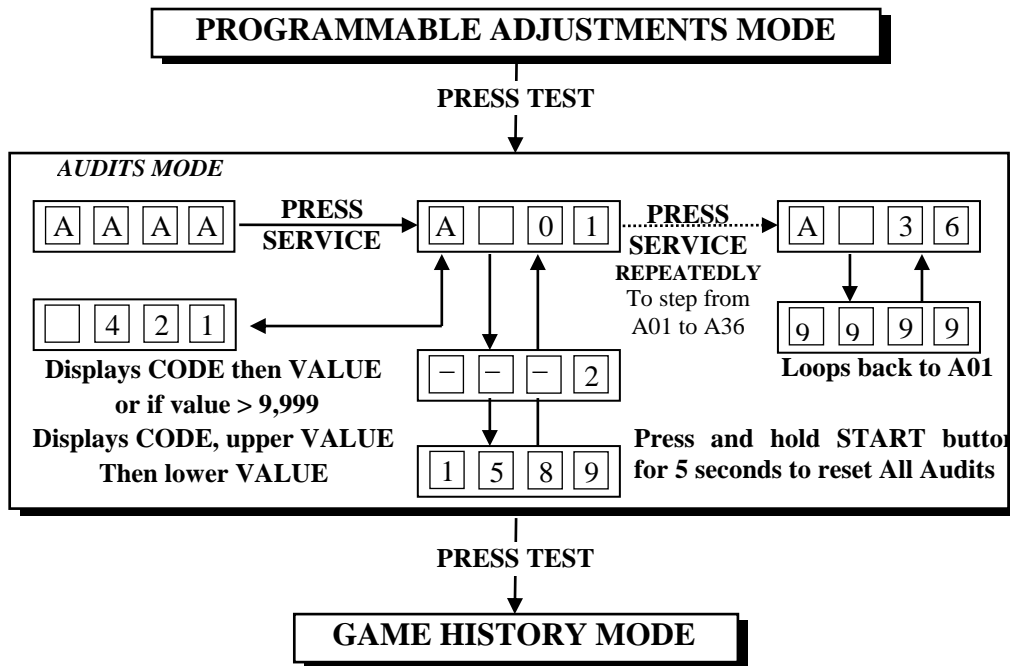 PROGRAMMABLE ADJUSTMENTS MODE
PRESS TEST
AUDITS MODE
A A A A
PRESS
SERVICE
A 0 1
PRESS
SERVICE
REPEATEDLY
To step from
A01 to A36
A 3 6
4 2 1
9 9 9 9
Displays CODE then VALUE
or if value > 9,999
Displays CODE, upper VALUE
Then lower VALUE
– – – 2
1 5 8 9
Loops back to A01
Press and hold START button
for 5 seconds to reset All Audits
PRESS TEST
GAME HISTORY MODE